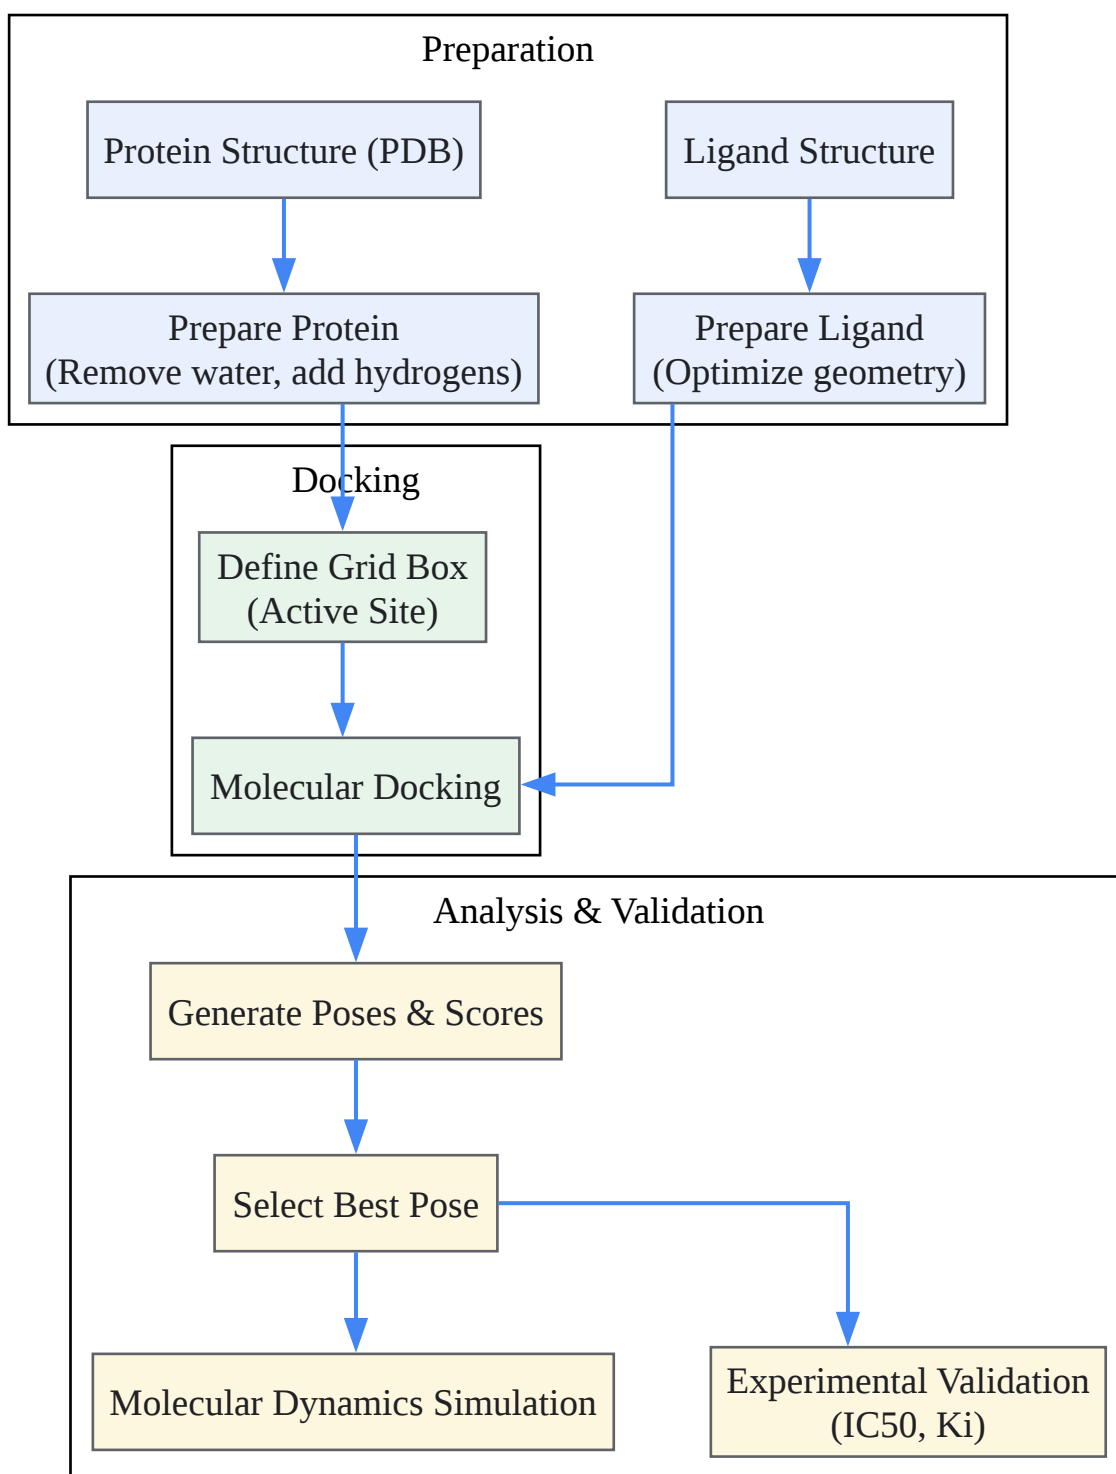 Preparation
Protein Structure (PDB)
Ligand Structure
Prepare Protein
(Remove water, add hydrogens)
Prepare Ligand
(Optimize geometry)
Docking
Define Grid Box
(Active Site)
Molecular Docking
Analysis & Validation
Generate Poses & Scores
Select Best Pose
Molecular Dynamics Simulation
Experimental Validation
(IC50, Ki)